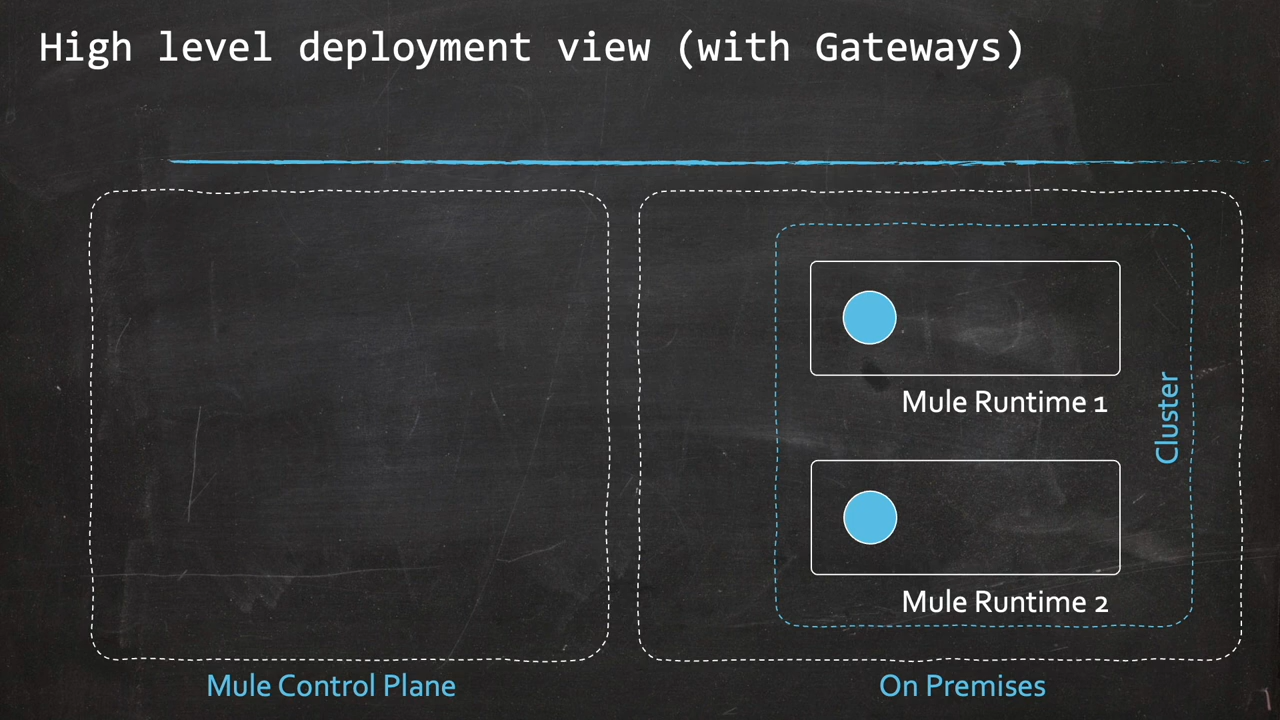 High level deployment view (with Gateways)
Mule Runtime 1
Cluster
Mule Runtime 2
Mule Control Plane
On Premises